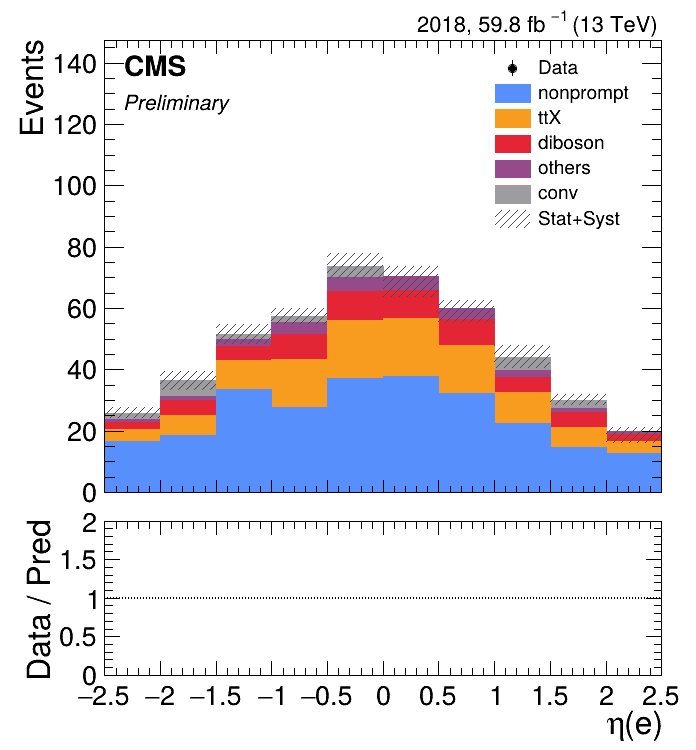 2018, 59.8 fb⁻¹ (13 TeV)
CMS
Preliminary
Data
nonprompt
ttX
diboson
others
conv
Stat+Syst
Events
140
120
100
80
60
40
20
0
Data / Pred
2
1.5
1
0.5
0
−2.5 −2 −1.5 −1 −0.5 0 0.5 1 1.5 2 2.5
η(e)